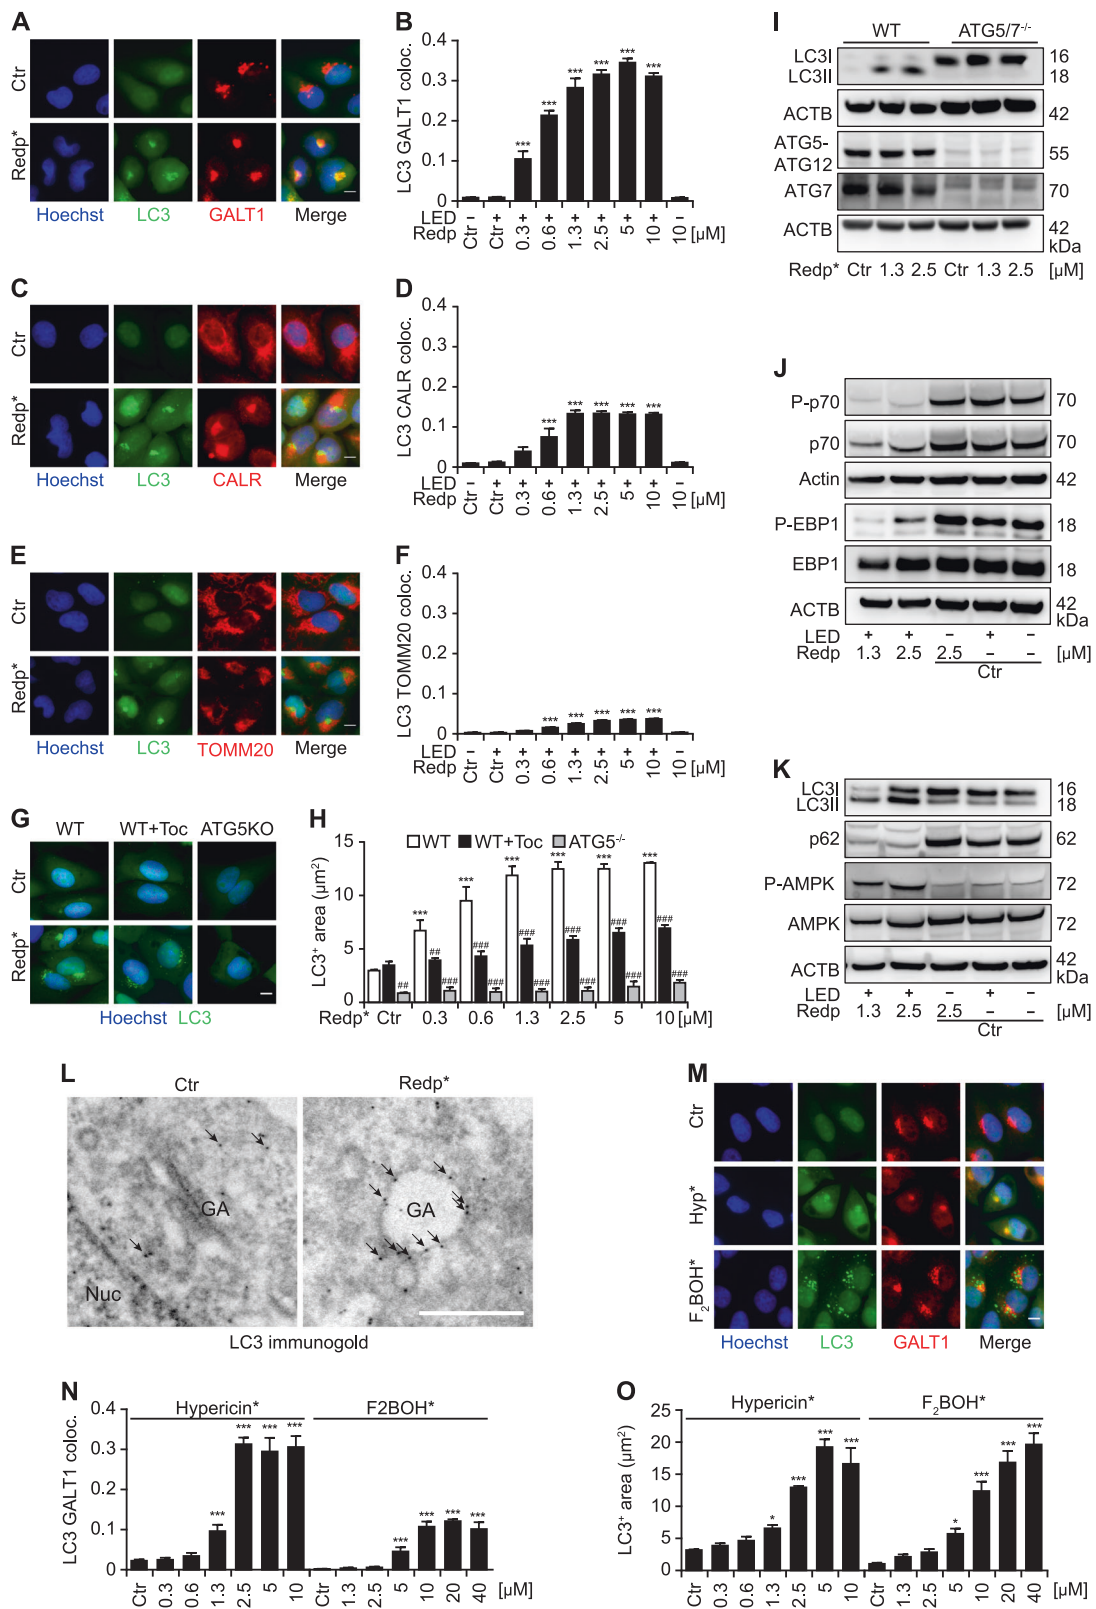 A
Ctr
Redp*
Hoechst LC3 GALT1 Merge
B
LC3 GALT1 coloc.
0.4
0.3
0.2
0.1
0
*** *** *** *** *** ***
LED - + + + + + + + -
Redp Ctr Ctr 0.3 0.6 1.3 2.5 5 10 10 [µM]
C
Ctr
Redp*
Hoechst LC3 CALR Merge
D
LC3 CALR coloc.
0.4
0.3
0.2
0.1
0
*** *** *** *** ***
LED - + + + + + + + -
Redp Ctr Ctr 0.3 0.6 1.3 2.5 5 10 10 [µM]
E
Ctr
Redp*
Hoechst LC3 TOMM20 Merge
F
LC3 TOMM20 coloc.
0.4
0.3
0.2
0.1
0
*** *** *** *** ***
LED - + + + + + + + -
Redp Ctr Ctr 0.3 0.6 1.3 2.5 5 10 10 [µM]
G
WT WT+Toc ATG5KO
Ctr
Redp*
Hoechst LC3
H
WT WT+Toc ATG5-/-
LC3+ area (µm2)
15
10
5
0
*** *** *** *** *** ***
## ### ### ### ### ###
## ### ### ### ### ### ###
Redp* Ctr 0.3 0.6 1.3 2.5 5 10 [µM]
I
WT ATG5/7-/-
LC3I 16
LC3II 18
ACTB 42
ATG5-
ATG12 55
ATG7 70
ACTB 42
kDa
Redp* Ctr 1.3 2.5 Ctr 1.3 2.5 [µM]
J
P-p70 70
p70 70
Actin 42
P-EBP1 18
EBP1 18
ACTB 42
kDa
LED + + – + –
Redp 1.3 2.5 2.5 – – [µM]
Ctr
K
LC3I 16
LC3II 18
p62 62
P-AMPK 72
AMPK 72
ACTB 42
kDa
LED + + – + –
Redp 1.3 2.5 2.5 – – [µM]
Ctr
L
Ctr Redp*
GA
Nuc
GA
LC3 immunogold
M
Ctr
Hyp*
F2BOH*
Hoechst LC3 GALT1 Merge
N
Hypericin* F2BOH*
LC3 GALT1 coloc.
0.4
0.3
0.2
0.1
0
*** *** *** *** *** *** *** ***
Ctr 0.3 0.6 1.3 2.5 5 10 Ctr 1.3 2.5 5 10 20 40 [µM]
O
Hypericin* F2BOH*
LC3+ area (µm2)
25
20
15
10
5
0
* *** *** *** * *** *** ***
Ctr 0.3 0.6 1.3 2.5 5 10 Ctr 1.3 2.5 5 10 20 40 [µM]